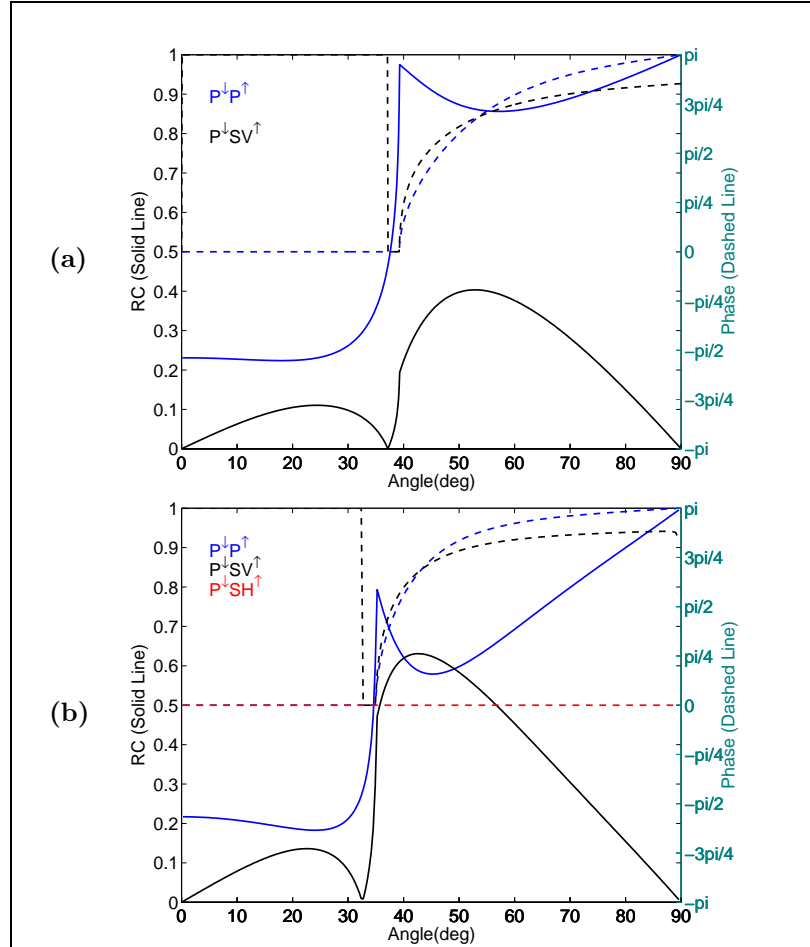 (a)
RC (Solid Line)
1
0.9
0.8
0.7
0.6
0.5
0.4
0.3
0.2
0.1
0
P↓P↑
P↓SV↑
0 10 20 30 40 50 60 70 80 90
Angle(deg)
pi
3pi/4
pi/2
pi/4
0
−pi/4
−pi/2
−3pi/4
−pi
Phase (Dashed Line)
(b)
RC (Solid Line)
1
0.9
0.8
0.7
0.6
0.5
0.4
0.3
0.2
0.1
0
P↓P↑
P↓SV↑
P↓SH↑
0 10 20 30 40 50 60 70 80 90
Angle(deg)
pi
3pi/4
pi/2
pi/4
0
−pi/4
−pi/2
−3pi/4
−pi
Phase (Dashed Line)